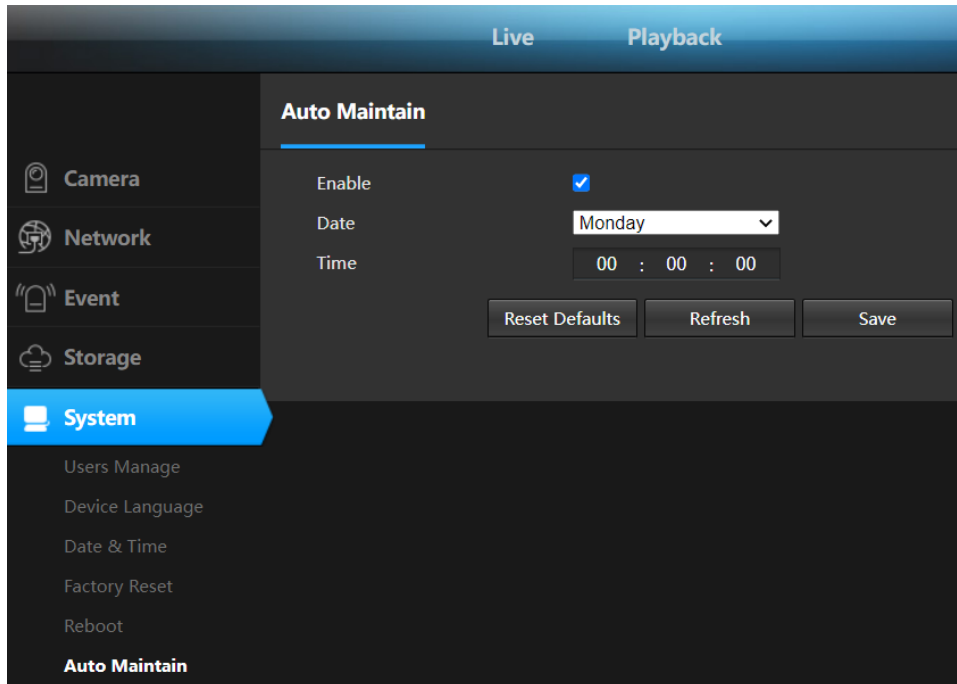 Live Playback
Auto Maintain
Camera
Network
Event
Storage
System
Users Manage
Device Language
Date & Time
Factory Reset
Reboot
Auto Maintain
Enable
Date Monday
Time 00 : 00 : 00
Reset Defaults Refresh Save